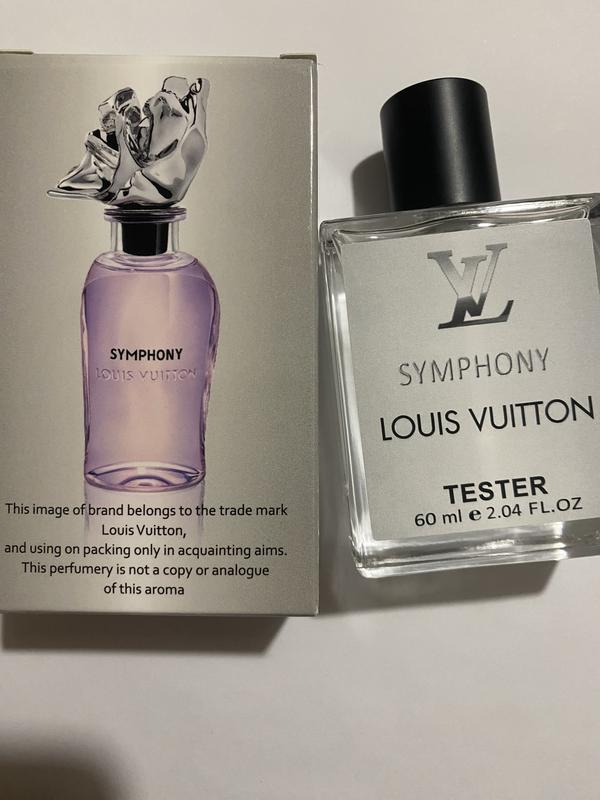 SYMPHONY
LOUIS VUITTON
This image of brand belongs to the trade mark
Louis Vuitton,
and using on packing only in acquainting aims.
This perfumery is not a copy or analogue
of this aroma
LV
SYMPHONY
LOUIS VUITTON
TESTER
60 ml e 2.04 FL.OZ